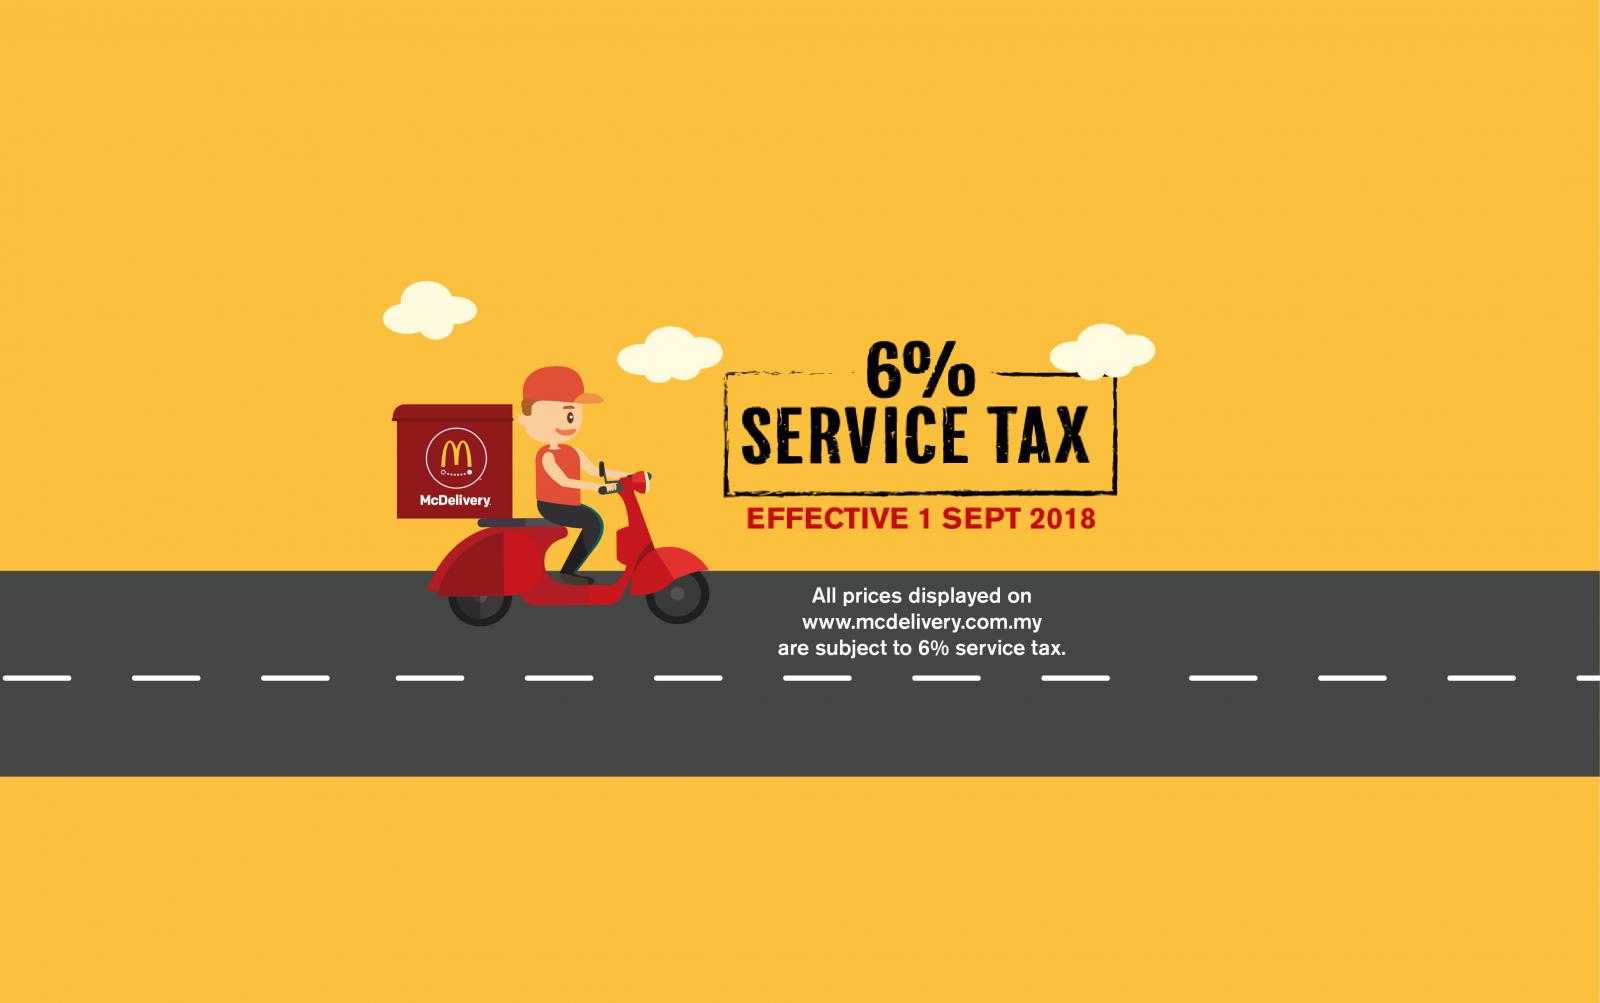 6%
SERVICE TAX
EFFECTIVE 1 SEPT 2018
McDelivery
All prices displayed on
www.mcdelivery.com.my
are subject to 6% service tax.